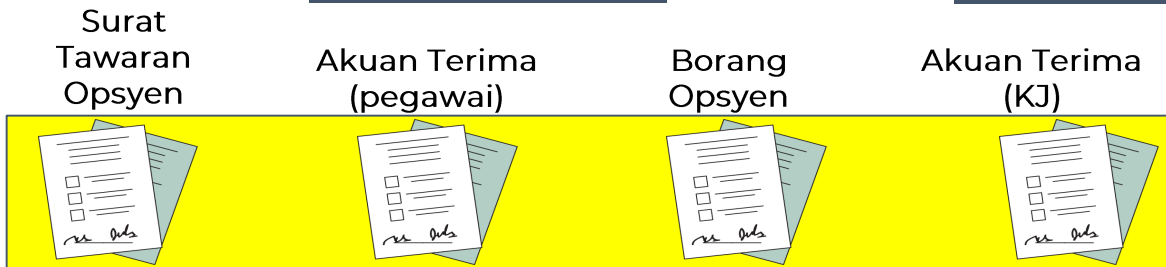 Surat
Tawaran
Opsyen
Akuan Terima
(pegawai)
Borang
Opsyen
Akuan Terima
(KJ)